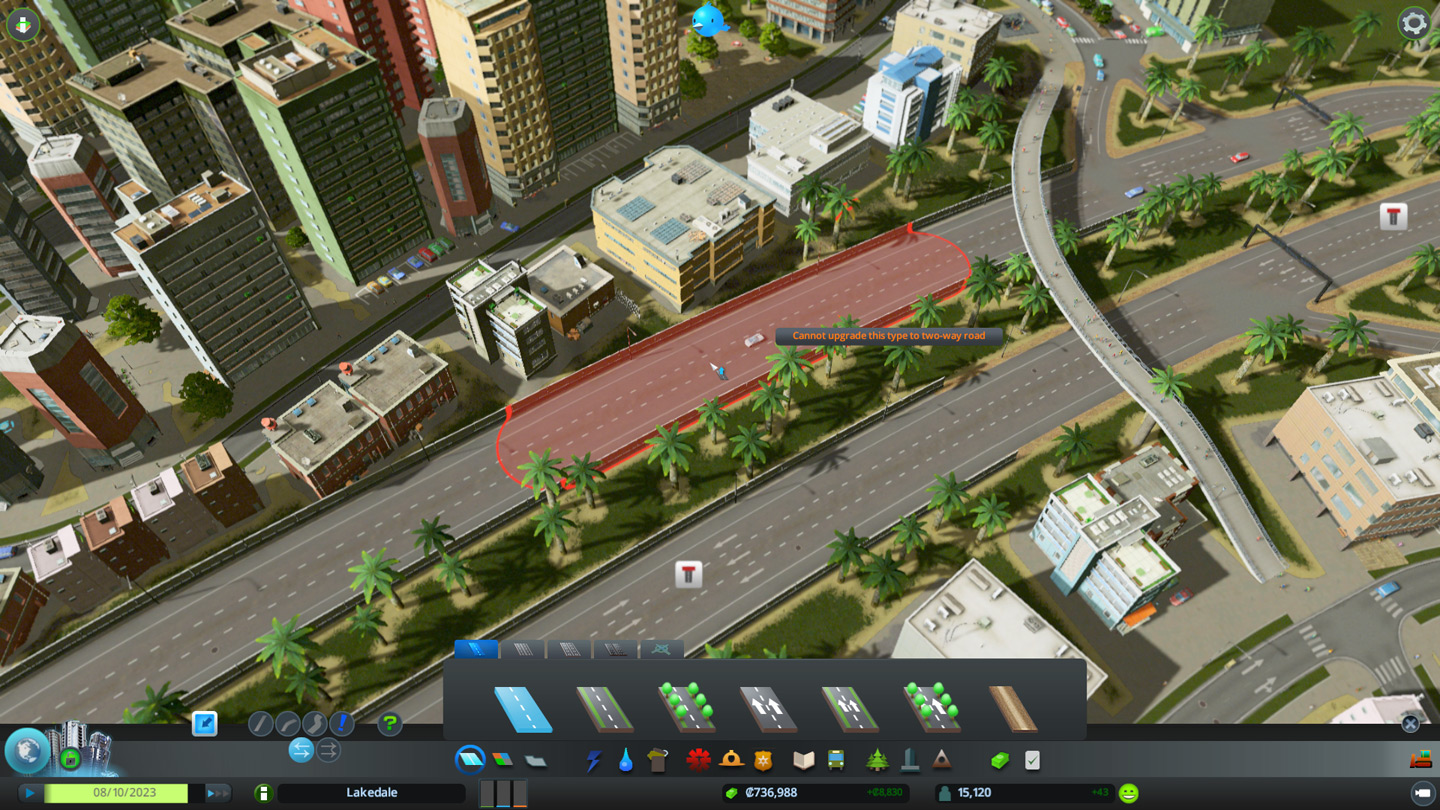 Cannot upgrade this type to two-way road
T
T
08/10/2023
Lakedale
₡736,988
+₡8,830
15,120
+43